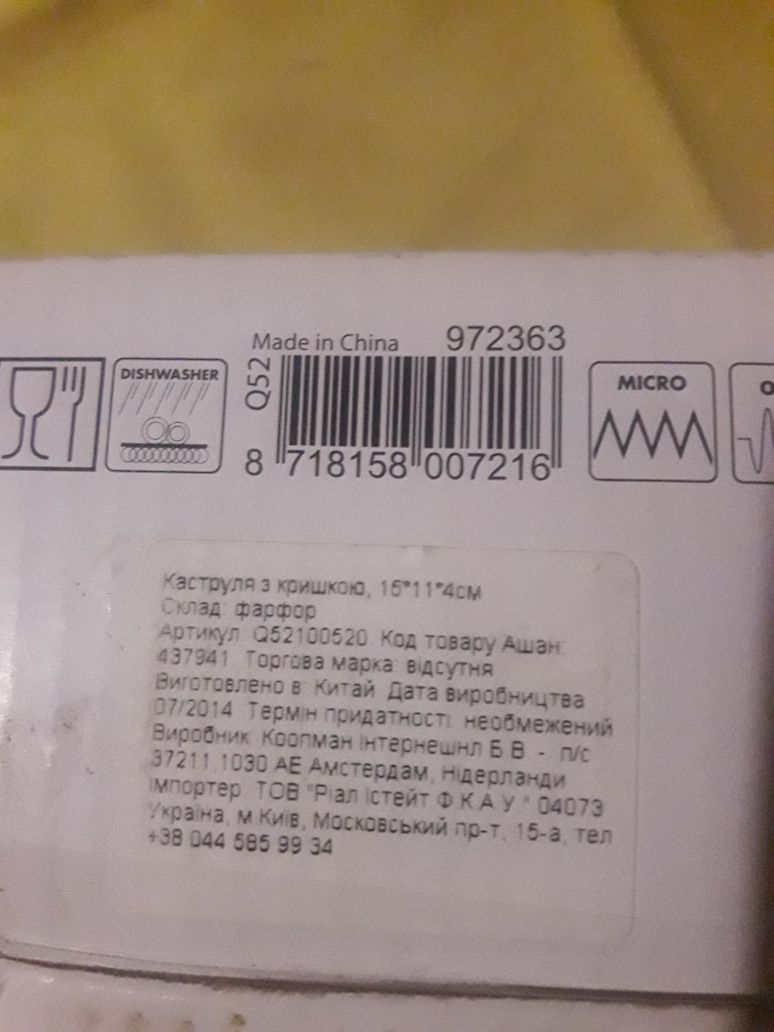 Made in China 972363
DISHWASHER
Q52
MICRO
O
8 718158 007216
Каструля з кришкою, 15*11*4см
Склад: фарфор
Артикул: Q52100520. Код товару Ашан:
437941. Торгова марка: відсутня
Виготовлено в: Китай. Дата виробництва
07/2014. Термін придатності: необмежений
Виробник: Коопман Інтернешнл Б.В. - п/с
37211,1030 АЕ Амстердам, Нідерланди
Імпортер: ТОВ "Ріал Істейт Ф.К.А.У." 04073
Україна, м.Київ, Московський пр-т, 15-а, тел
+38 044 585 99 34